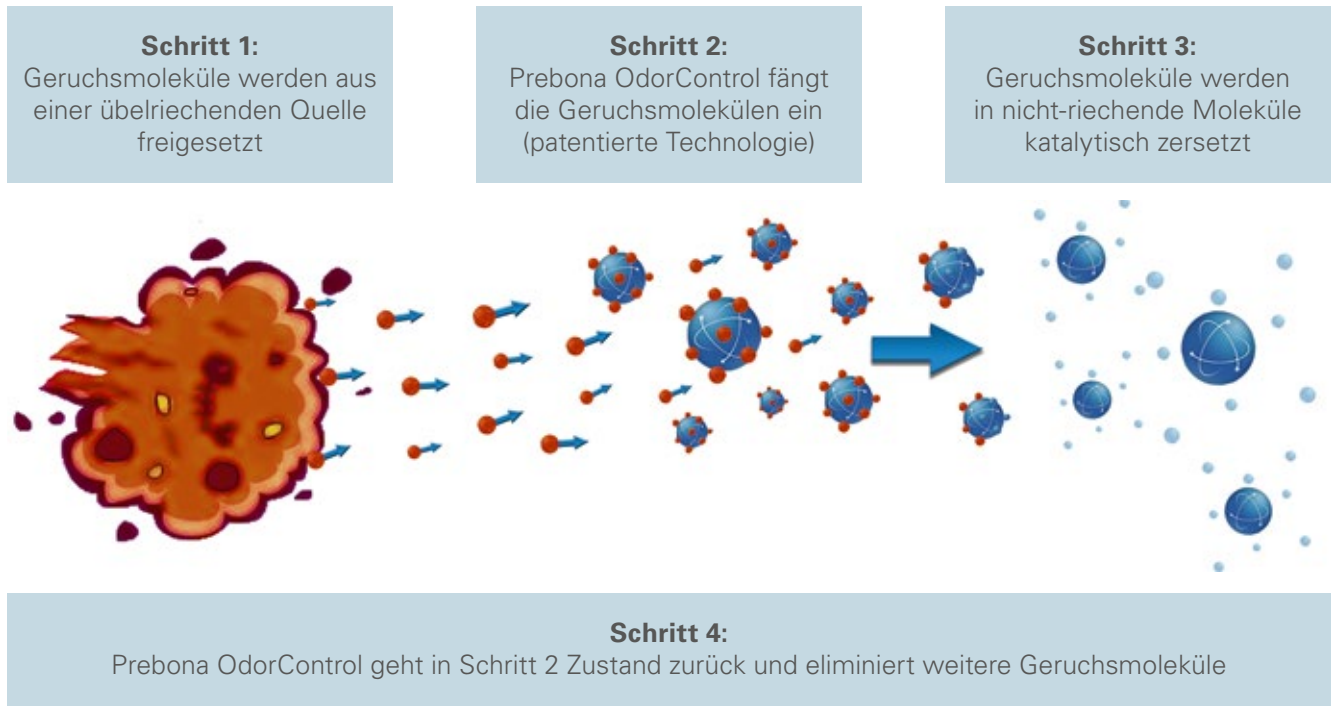 Schritt 1:
Geruchsmoleküle werden aus
einer übelriechenden Quelle
freigesetzt
Schritt 2:
Prebona OdorControl fängt
die Geruchsmolekülen ein
(patentierte Technologie)
Schritt 3:
Geruchsmoleküle werden
in nicht-riechende Moleküle
katalytisch zersetzt
Schritt 4:
Prebona OdorControl geht in Schritt 2 Zustand zurück und eliminiert weitere Geruchsmoleküle